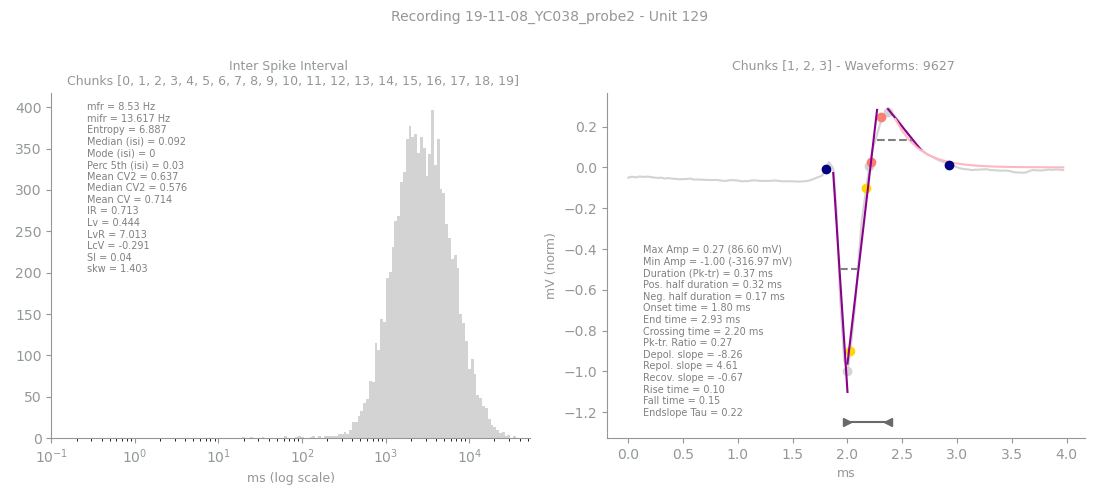 Recording 19-11-08_YC038_probe2 - Unit 129
Inter Spike Interval
Chunks [0, 1, 2, 3, 4, 5, 6, 7, 8, 9, 10, 11, 12, 13, 14, 15, 16, 17, 18, 19]
400
350
300
250
200
150
100
50
0
mfr = 8.53 Hz
mifr = 13.617 Hz
Entropy = 6.887
Median (isi) = 0.092
Mode (isi) = 0
Perc 5th (isi) = 0.03
Mean CV2 = 0.637
Median CV2 = 0.576
Mean CV = 0.714
IR = 0.713
Lv = 0.444
LvR = 7.013
LcV = -0.291
SI = 0.04
skw = 1.403
10⁻¹ 10⁰ 10¹ 10² 10³ 10⁴
ms (log scale)
Chunks [1, 2, 3] - Waveforms: 9627
mV (norm)
0.2
0.0
−0.2
−0.4
−0.6
−0.8
−1.0
−1.2
Max Amp = 0.27 (86.60 mV)
Min Amp = -1.00 (-316.97 mV)
Duration (Pk-tr) = 0.37 ms
Pos. half duration = 0.32 ms
Neg. half duration = 0.17 ms
Onset time = 1.80 ms
End time = 2.93 ms
Crossing time = 2.20 ms
Pk-tr. Ratio = 0.27
Depol. slope = -8.26
Repol. slope = 4.61
Recov. slope = -0.67
Rise time = 0.10
Fall time = 0.15
Endslope Tau = 0.22
0.0 0.5 1.0 1.5 2.0 2.5 3.0 3.5 4.0
ms